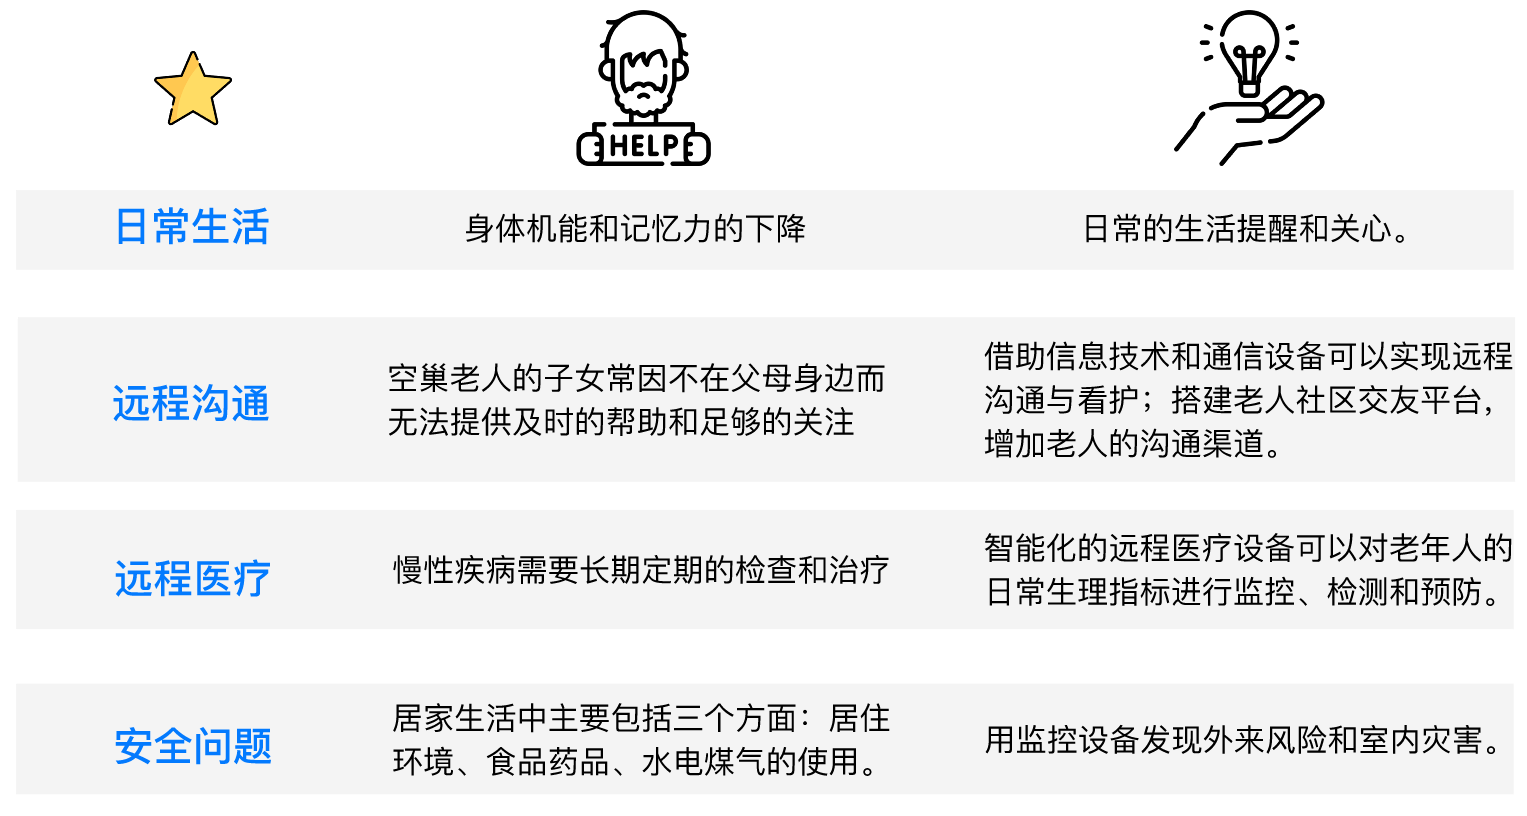 HELP
日常生活
身体机能和记忆力的下降
日常的生活提醒和关心。
远程沟通
空巢老人的子女常因不在父母身边而
无法提供及时的帮助和足够的关注
借助信息技术和通信设备可以实现远程
沟通与看护；搭建老人社区交友平台，
增加老人的沟通渠道。
远程医疗
慢性疾病需要长期定期的检查和治疗
智能化的远程医疗设备可以对老年人的
日常生理指标进行监控、检测和预防。
安全问题
居家生活中主要包括三个方面：居住
环境、食品药品、水电煤气的使用。
用监控设备发现外来风险和室内灾害。